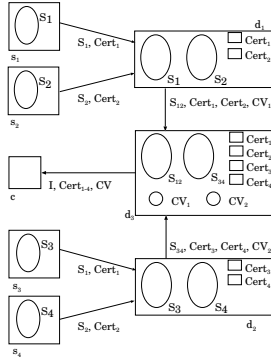 S1
s1
S1, Cert1
d1
Cert1
Cert2
S1 S2
S2
s2
S2, Cert2
S12, Cert1, Cert2, CV1
Cert1
Cert2
Cert3
Cert4
S12 S34
I, Cert1-4, CV
c
CV1 CV2
d3
S34, Cert3, Cert4, CV2
S3
s3
S1, Cert1
Cert3
Cert4
S3 S4
S4
s4
S2, Cert2
d2